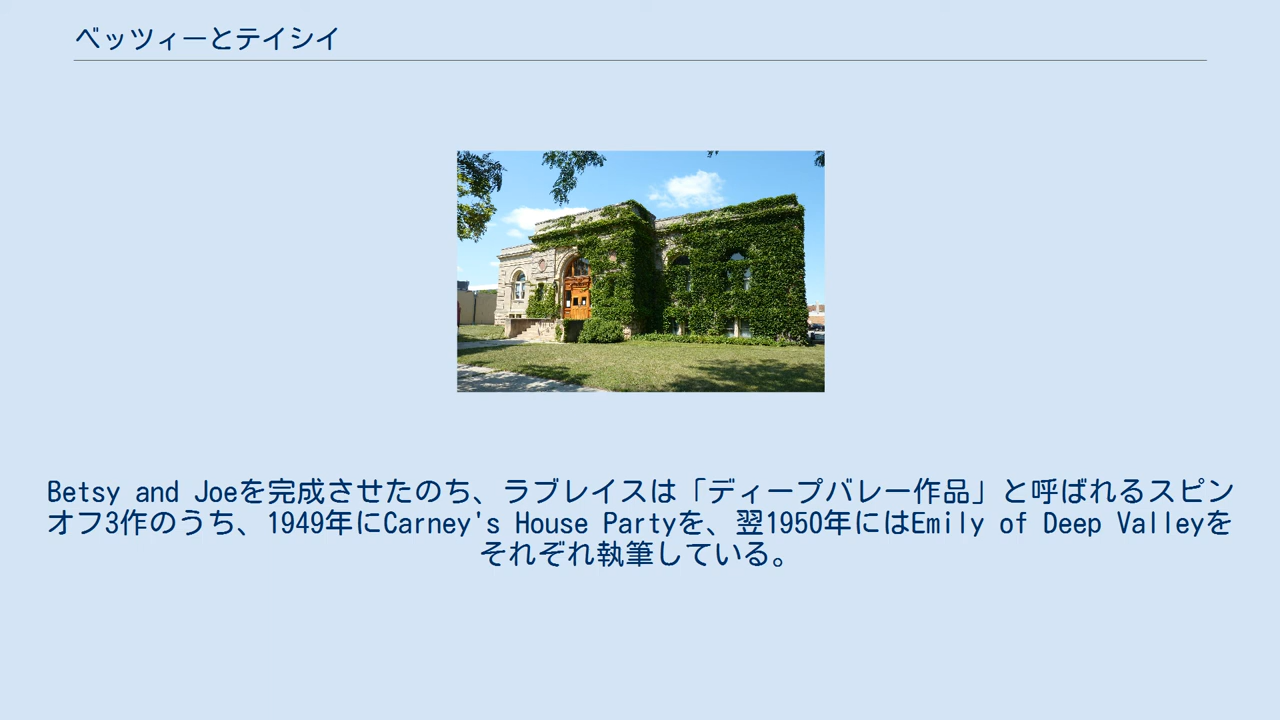 ベッツィーとテイシイ
Betsy and Joeを完成させたのち、ラブレイスは「ディープバレー作品」と呼ばれるスピン
オフ3作のうち、1949年にCarney's House Partyを、翌1950年にはEmily of Deep Valleyを
それぞれ執筆している。